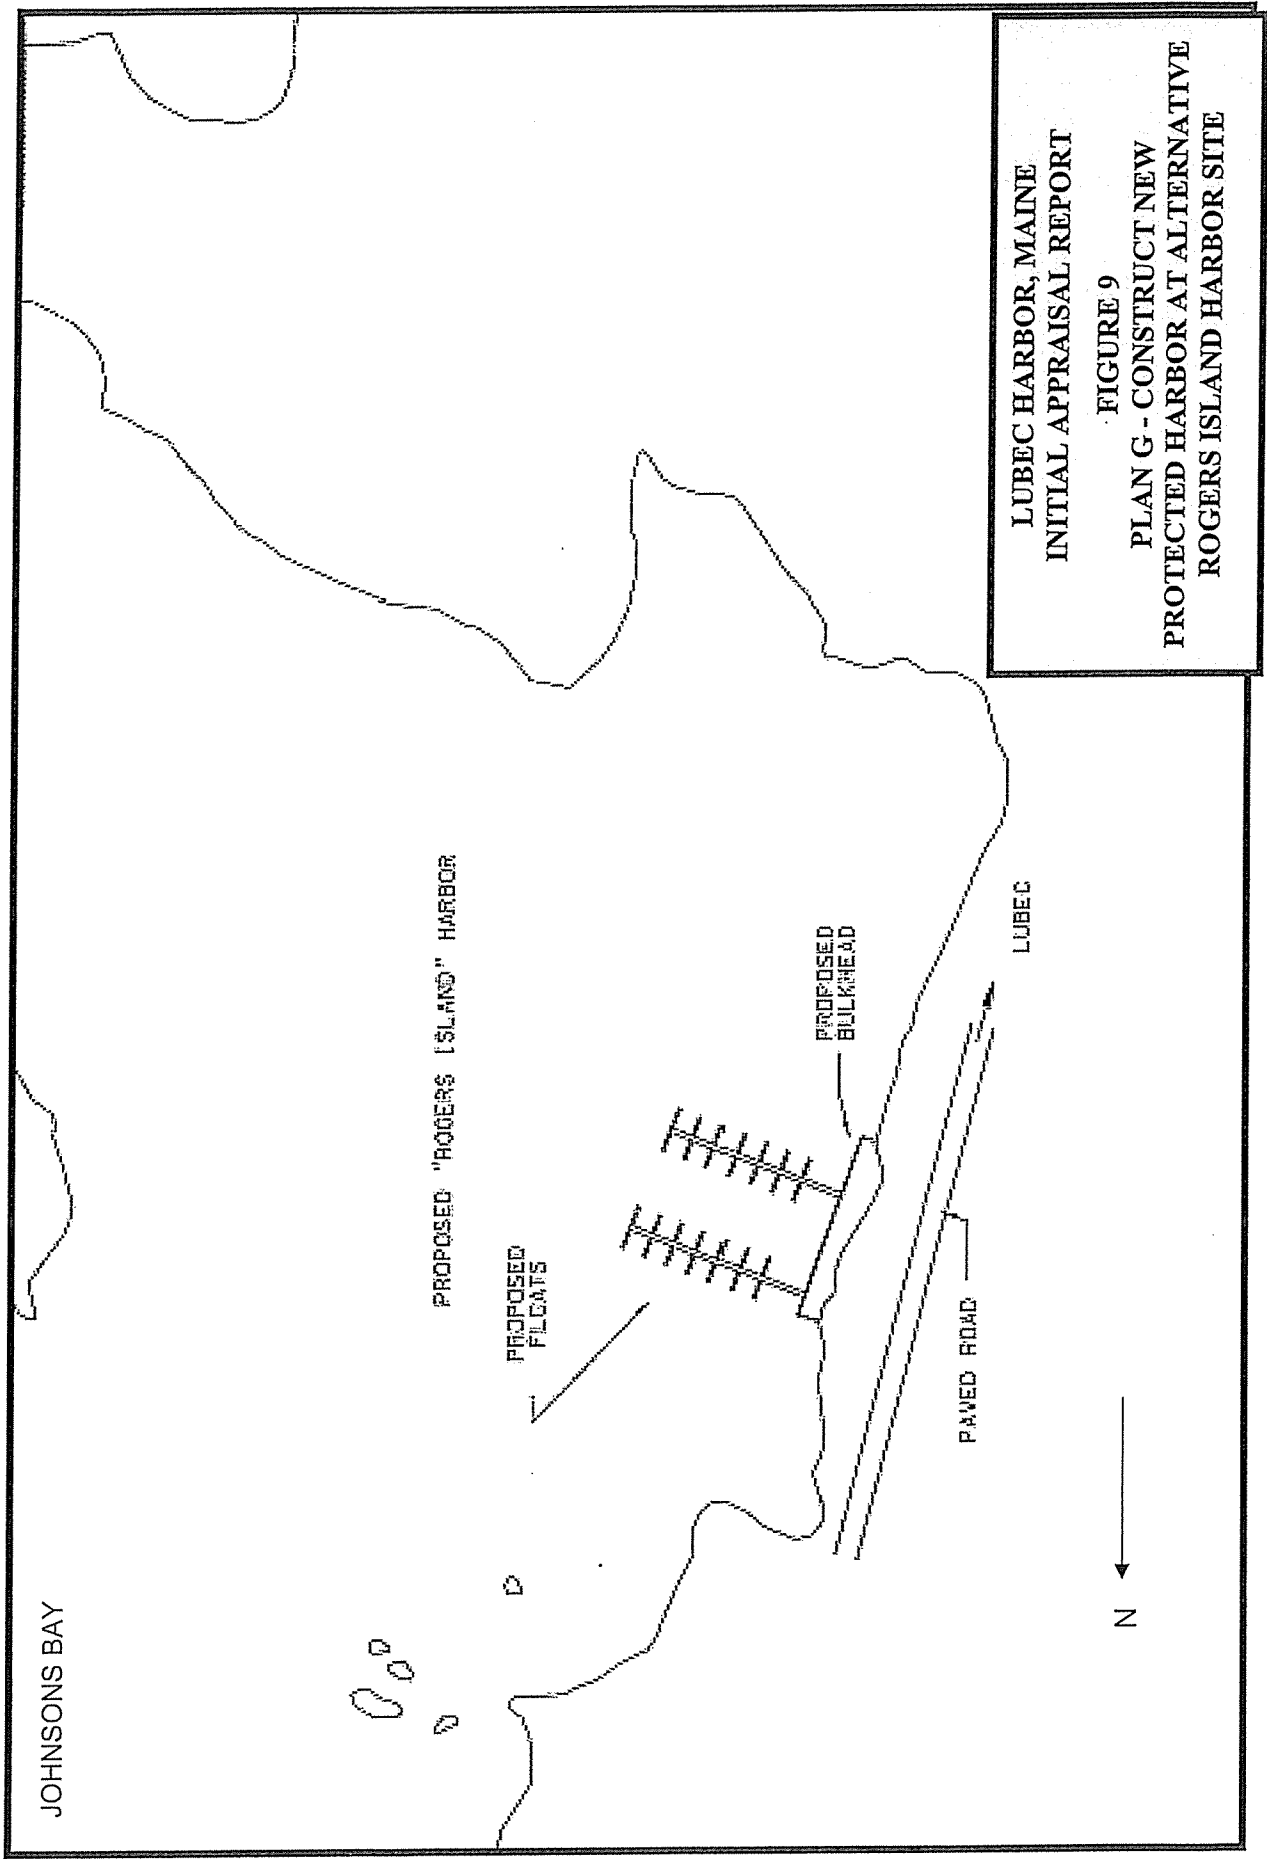 JOHNSONS BAY
PROPOSED "ROGERS ISLAND" HARBOR
PROPOSED
FLOATS
PROPOSED
BULKHEAD
PAVED ROAD
LUBEC
N
LUBEC HARBOR, MAINE
INITIAL APPRAISAL REPORT
FIGURE 9
PLAN G - CONSTRUCT NEW
PROTECTED HARBOR AT ALTERNATIVE
ROGERS ISLAND HARBOR SITE